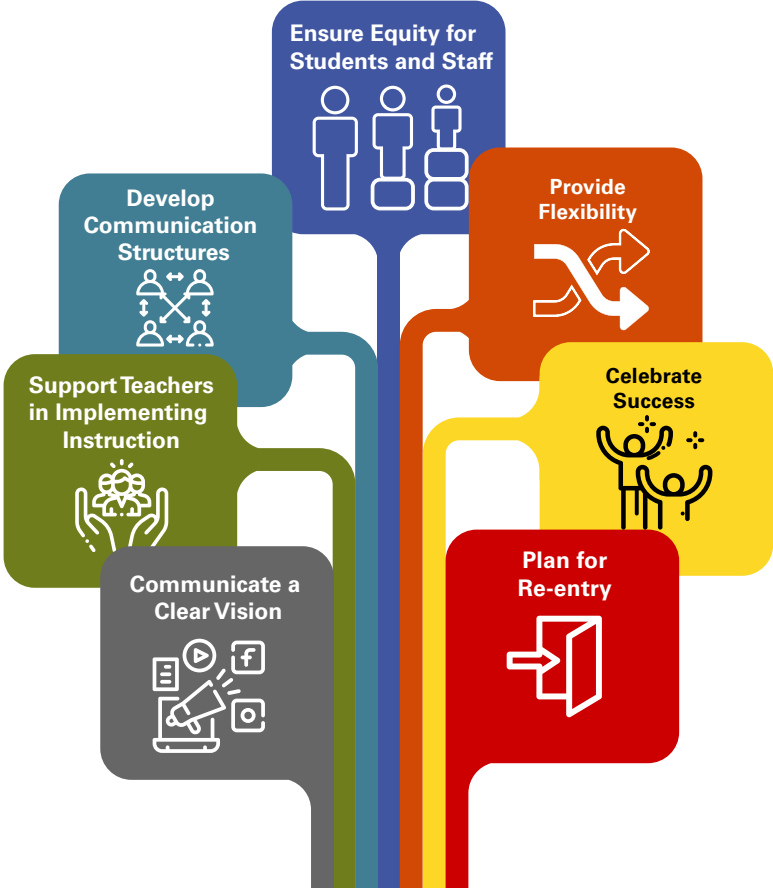 Ensure Equity for
Students and Staff
Develop
Communication
Structures
Provide
Flexibility
Support Teachers
in Implementing
Instruction
Celebrate
Success
Communicate a
Clear Vision
Plan for
Re-entry